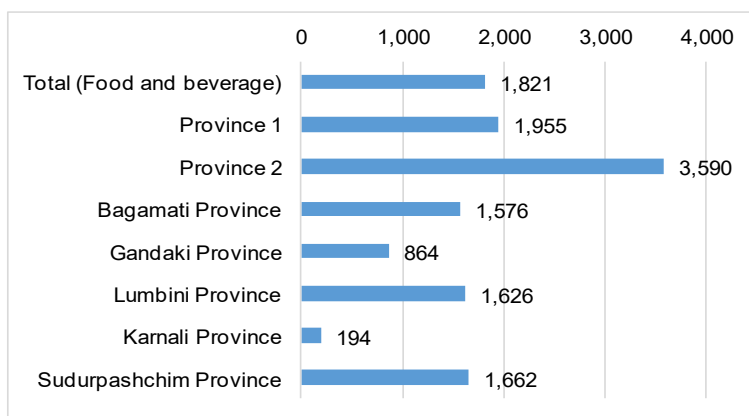 0 1,000 2,000 3,000 4,000
Total (Food and beverage) 1,821
Province 1 1,955
Province 2 3,590
Bagamati Province 1,576
Gandaki Province 864
Lumbini Province 1,626
Karnali Province 194
Sudurpashchim Province 1,662